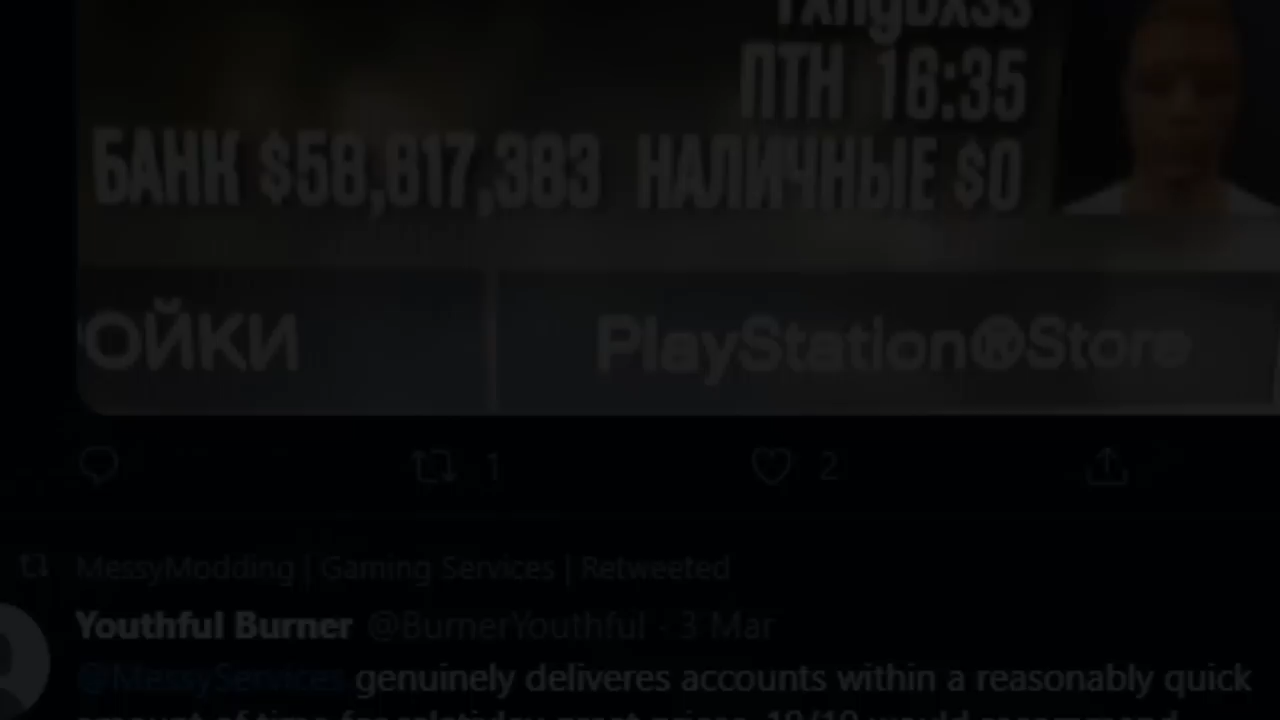 ПТН 16:35
БАНК $58,817,383 НАЛИЧНЫЕ $0
ОЙКИ PlayStation®Store
1 2
MessyModding | Gaming Services | Retweeted
Youthful Burner @BurnerYouthful · 3 Mar
@MessyServices genuinely deliveres accounts within a reasonably quick